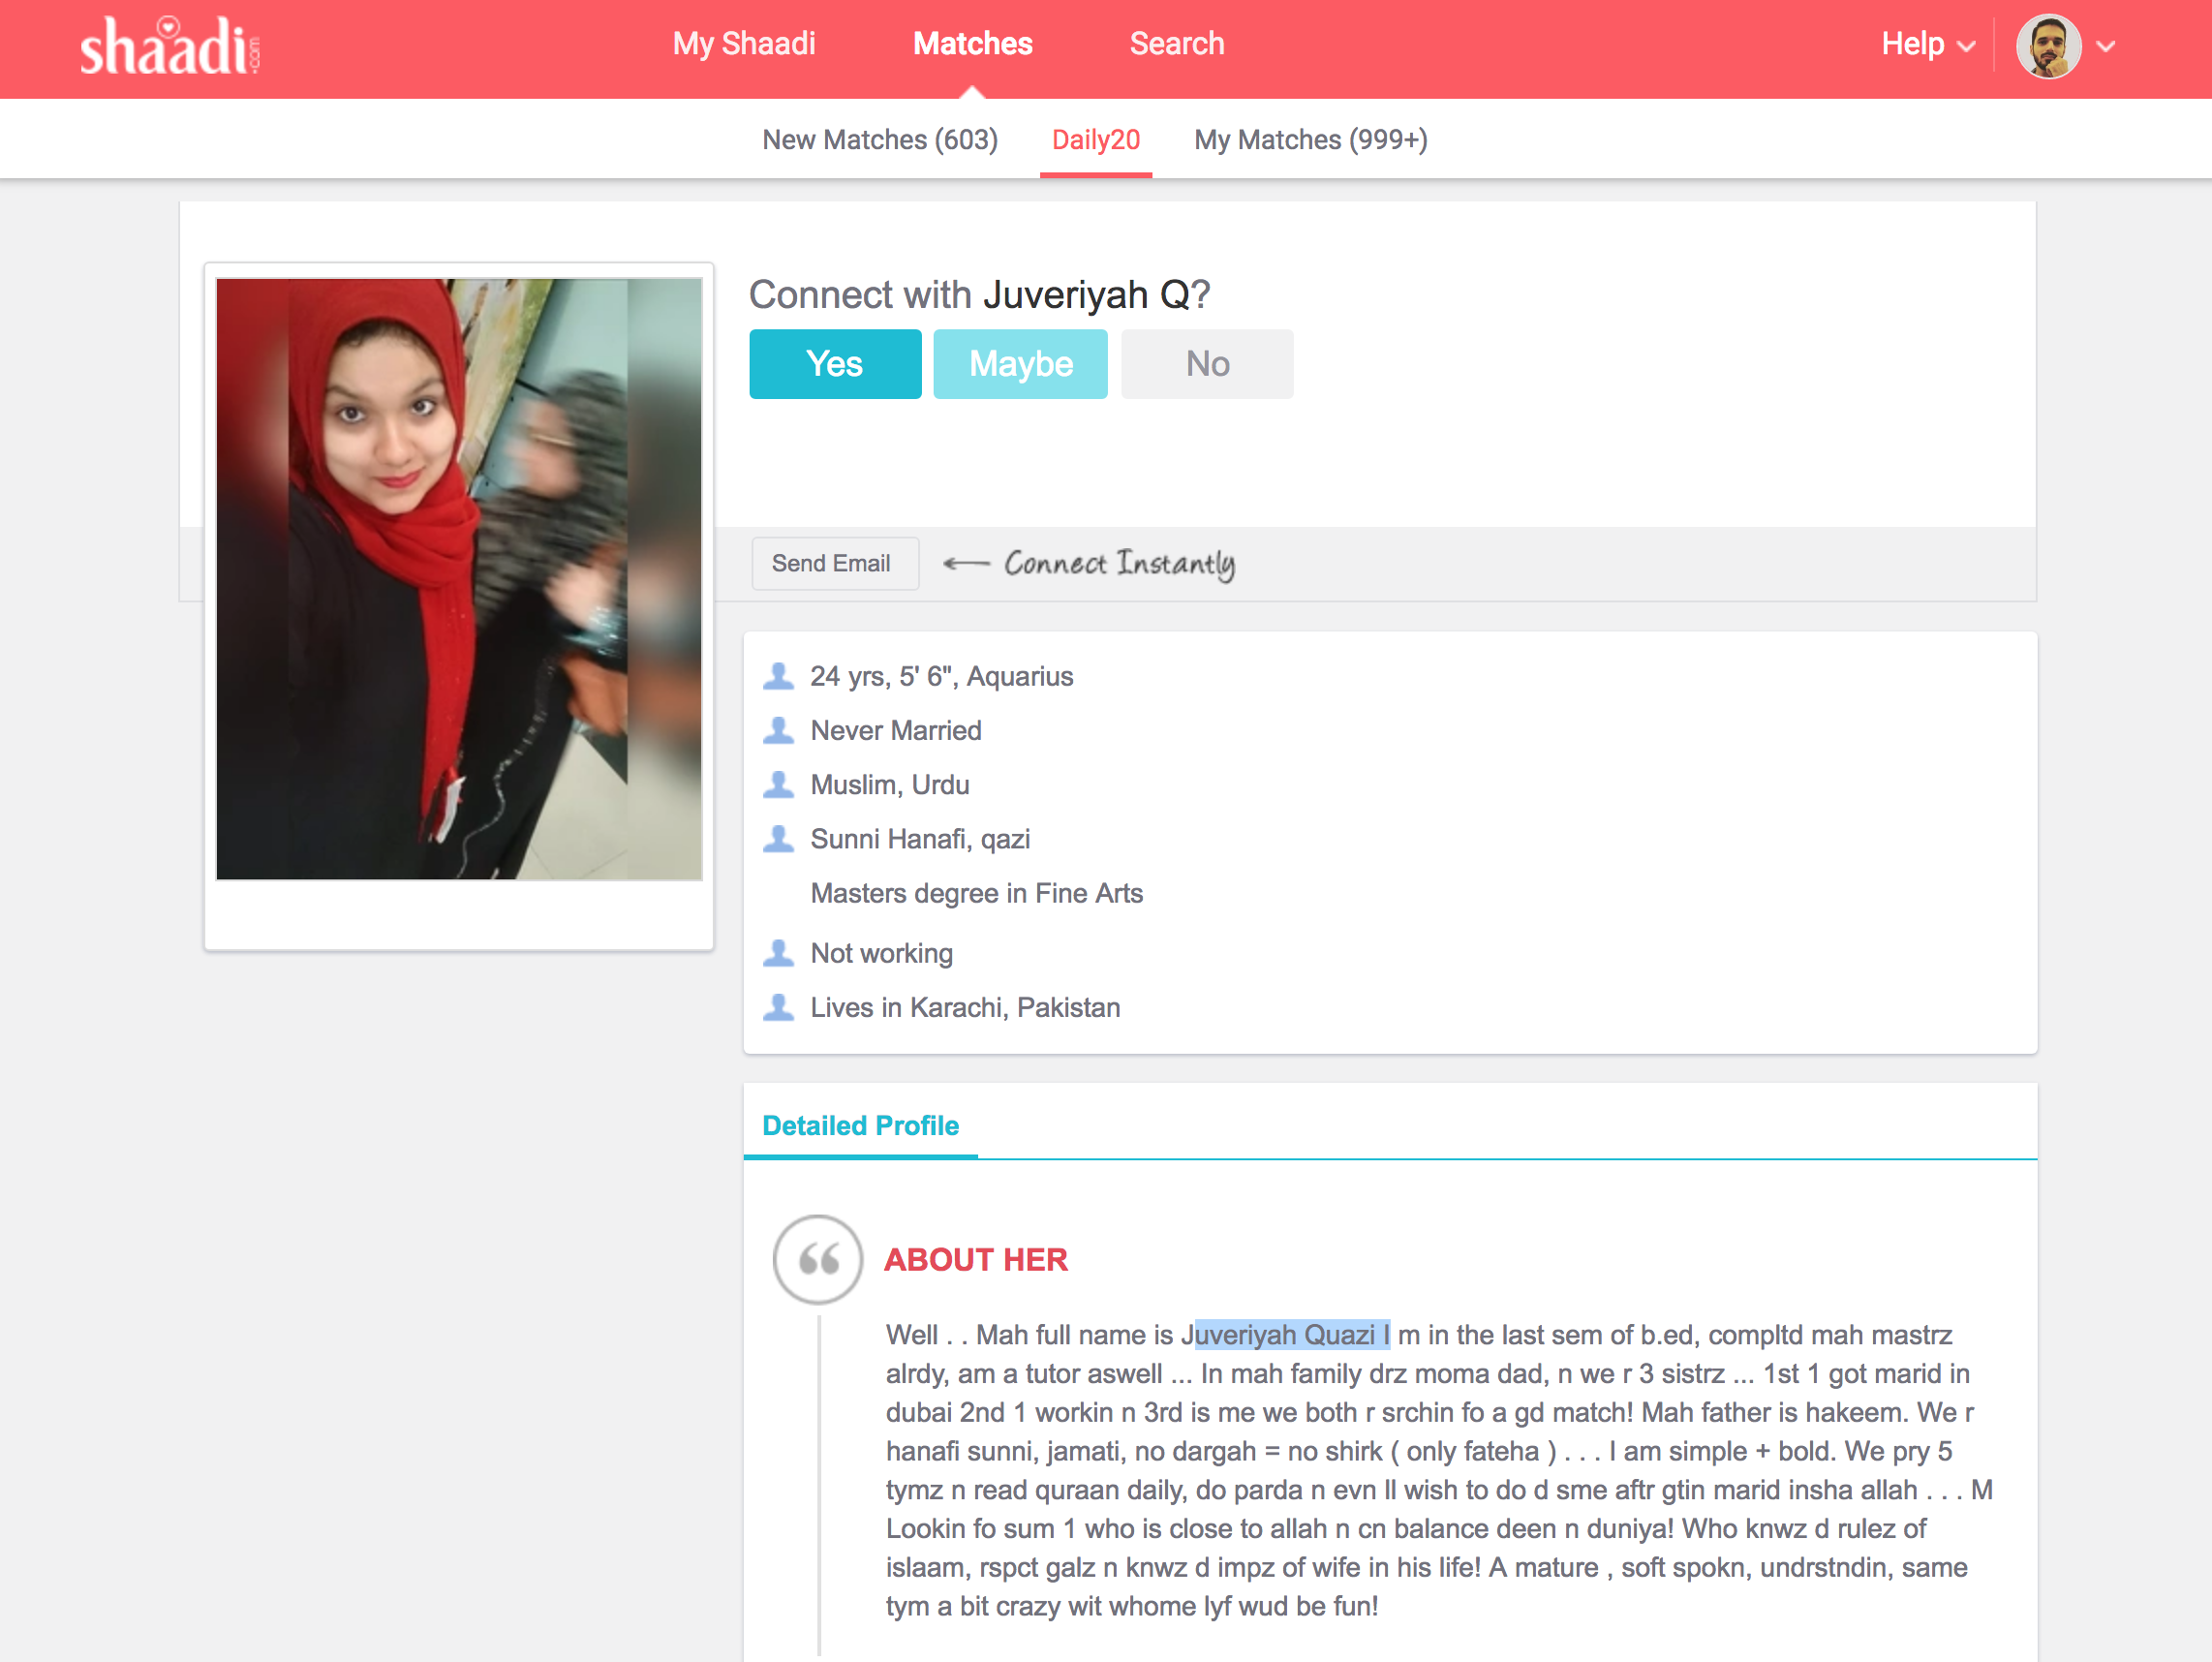 shaadi.com
My Shaadi
Matches
Search
Help
New Matches (603)
Daily20
My Matches (999+)
Connect with Juveriyah Q?
Yes
Maybe
No
Send Email
Connect Instantly
24 yrs, 5' 6", Aquarius
Never Married
Muslim, Urdu
Sunni Hanafi, qazi
Masters degree in Fine Arts
Not working
Lives in Karachi, Pakistan
Detailed Profile
ABOUT HER
Well . . Mah full name is Juveriyah Quazi I m in the last sem of b.ed, compltd mah mastrz
alrdy, am a tutor aswell ... In mah family drz moma dad, n we r 3 sistrz ... 1st 1 got marid in
dubai 2nd 1 workin n 3rd is me we both r srchin fo a gd match! Mah father is hakeem. We r
hanafi sunni, jamati, no dargah = no shirk ( only fateha ) . . . I am simple + bold. We pry 5
tymz n read quraan daily, do parda n evn ll wish to do d sme aftr gtin marid insha allah . . . M
Lookin fo sum 1 who is close to allah n cn balance deen n duniya! Who knwz d rulez of
islaam, rspct galz n knwz d impz of wife in his life! A mature , soft spokn, undrstndin, same
tym a bit crazy wit whome lyf wud be fun!